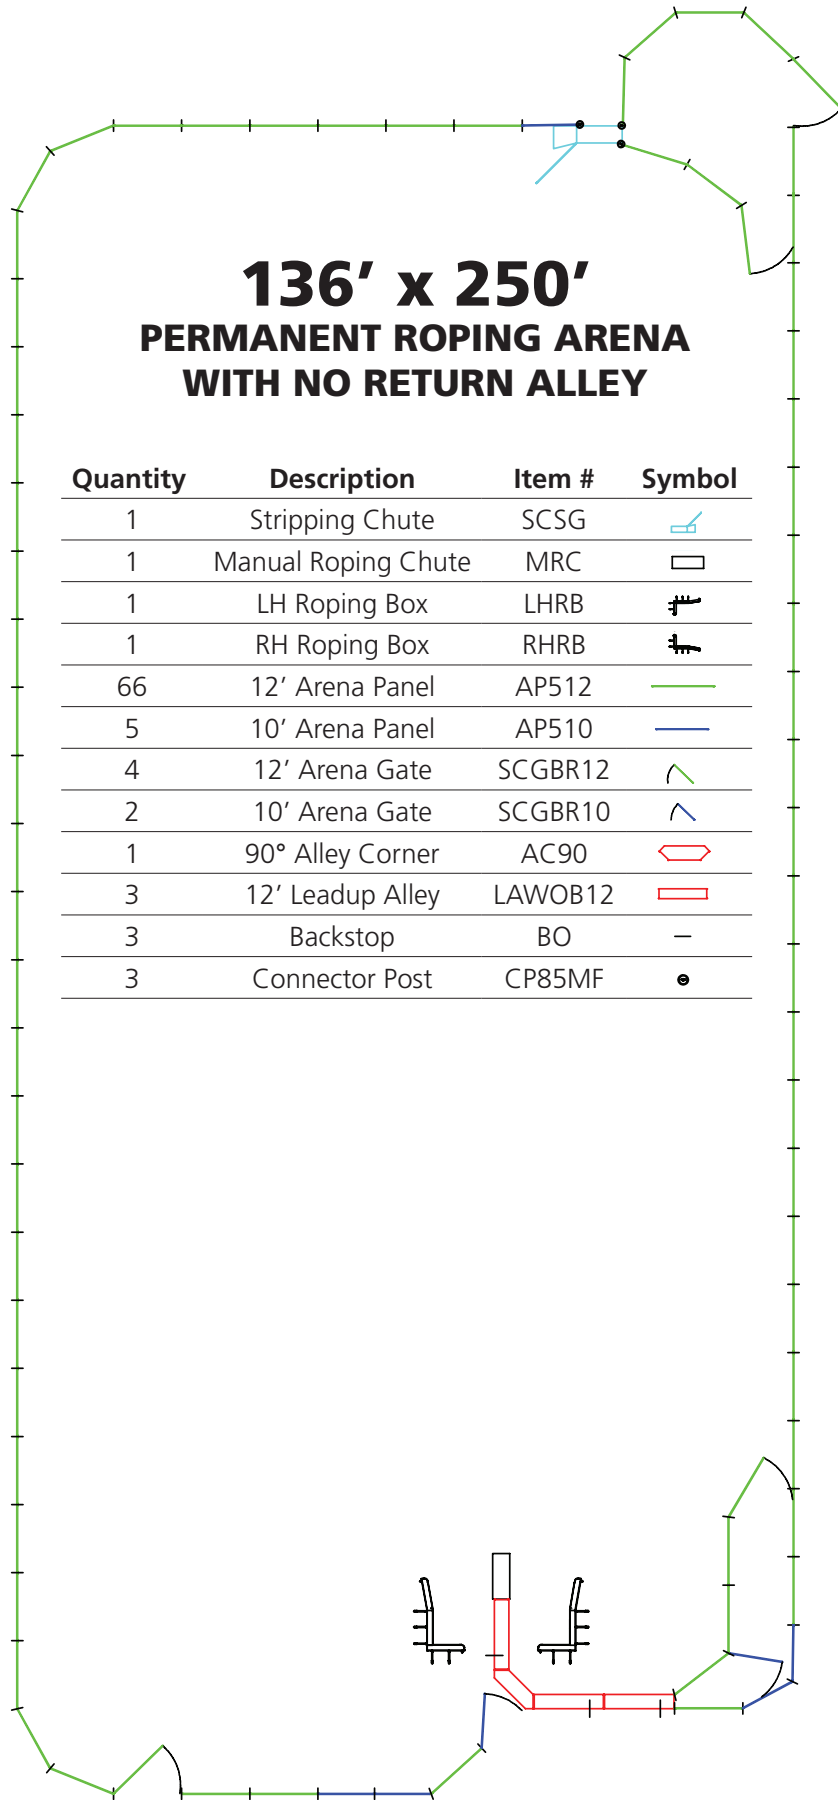 136’ x 250’
PERMANENT ROPING ARENA
WITH NO RETURN ALLEY
Quantity Description Item # Symbol
1 Stripping Chute SCSG
1 Manual Roping Chute MRC
1 LH Roping Box LHRB
1 RH Roping Box RHRB
66 12’ Arena Panel AP512
5 10’ Arena Panel AP510
4 12’ Arena Gate SCGBR12
2 10’ Arena Gate SCGBR10
1 90° Alley Corner AC90
3 12’ Leadup Alley LAWOB12
3 Backstop BO
3 Connector Post CP85MF